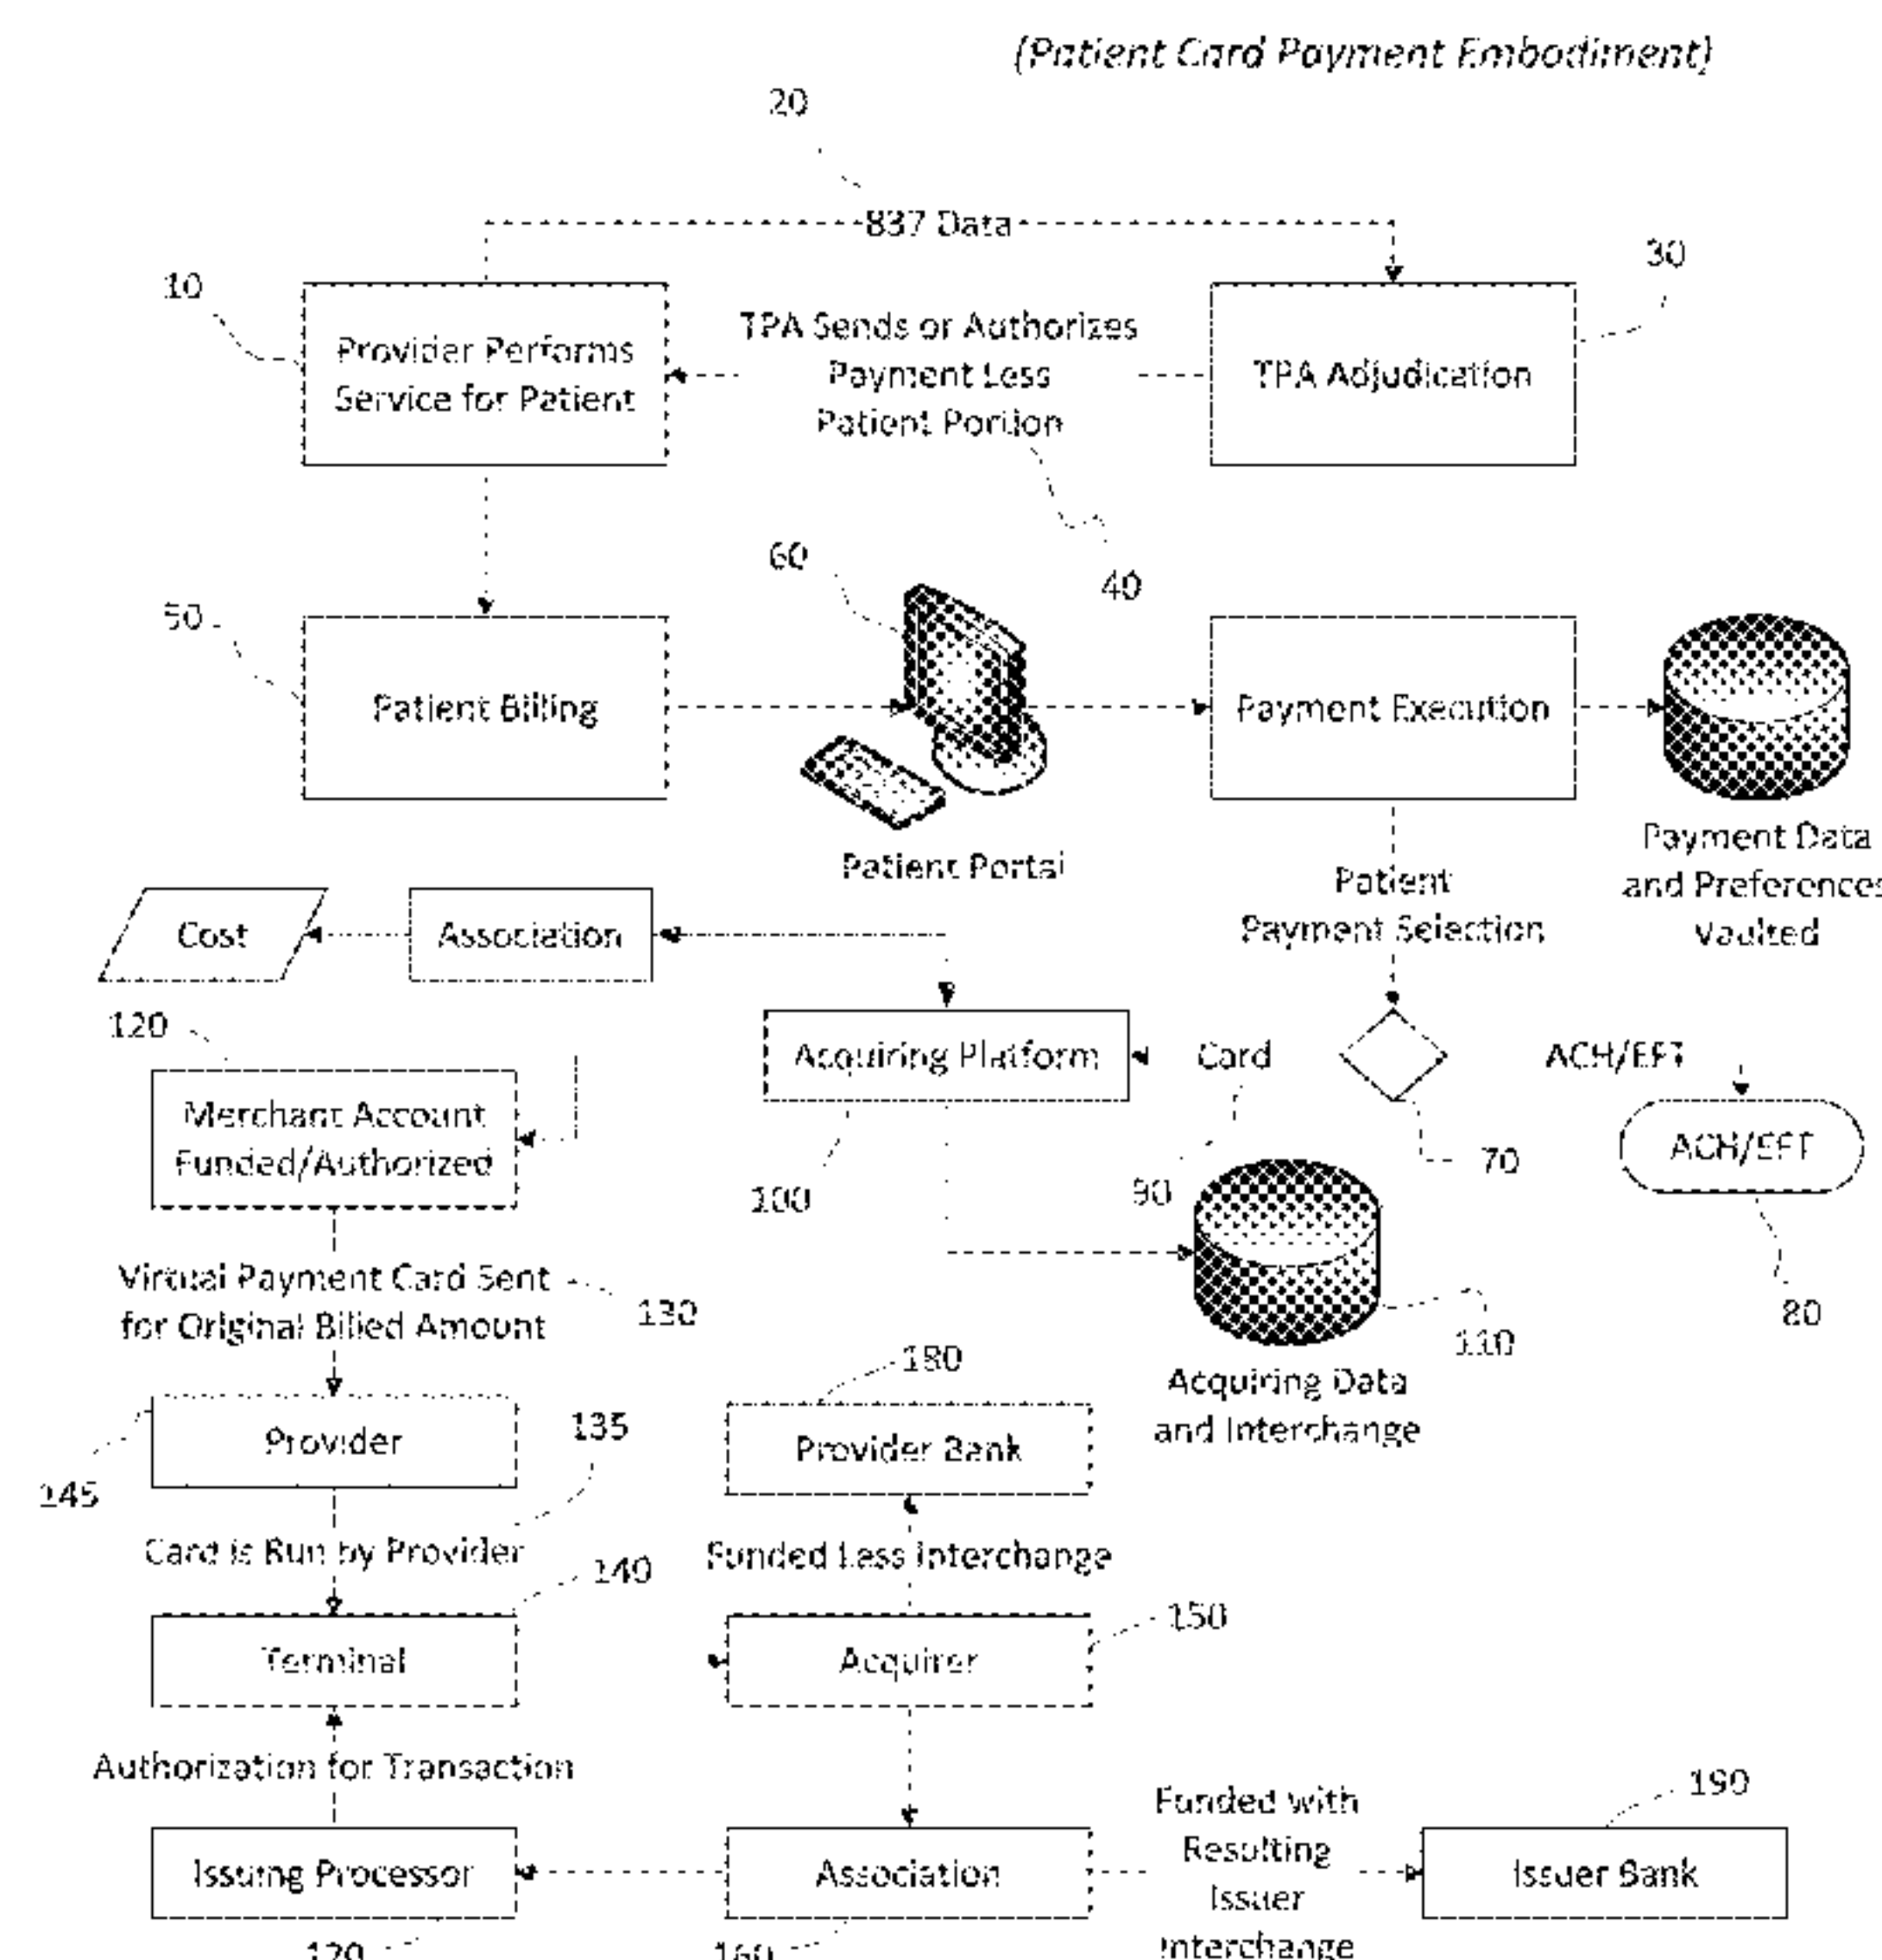 (Patient Card Payment Embodiment)
20
837 Data
10
30
Provider Performs
Service for Patient
TPA Sends or Authorizes
Payment Less
Patient Portion
TPA Adjudication
40
50
60
Patient Billing
Patient Portal
Payment Execution
Payment Data
and Preferences
Vaulted
Patient
Payment Selection
Cost
Association
120
Acquiring Platform
Card
ACH/EFT
ACH/EFT
Merchant Account
Funded/Authorized
100
90
70
80
Virtual Payment Card Sent
for Original Billed Amount
130
110
Acquiring Data
and Interchange
180
Provider
135
Provider Bank
145
Card is Run by Provider
Funded Less Interchange
140
150
Terminal
Acquirer
Authorization for Transaction
Funded with
Resulting
Issuer
Interchange
190
Issuing Processor
Association
Issuer Bank
160